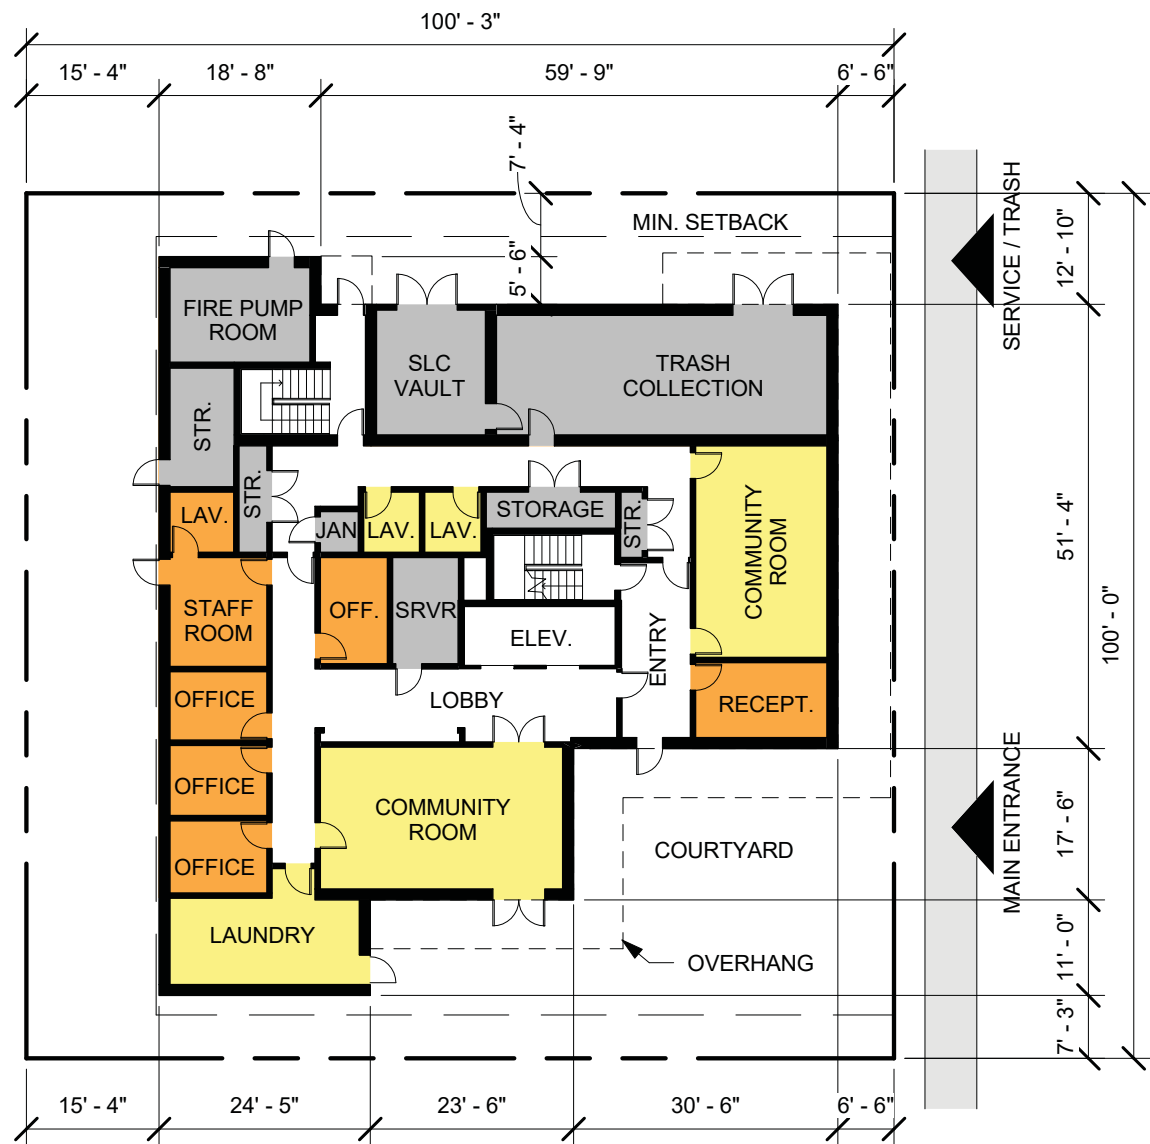 100' - 3"
15' - 4"
18' - 8"
59' - 9"
6' - 6"
7' - 4"
MIN. SETBACK
5' - 6"
SERVICE / TRASH
12' - 10"
FIRE PUMP
ROOM
SLC
VAULT
TRASH
COLLECTION
STR.
STR.
LAV.
JAN
LAV.
LAV.
STORAGE
STR.
COMMUNITY
ROOM
51' - 4"
100' - 0"
STAFF
ROOM
OFF.
SRVR
ELEV.
ENTRY
OFFICE
LOBBY
RECEPT.
OFFICE
COMMUNITY
ROOM
COURTYARD
MAIN ENTRANCE
17' - 6"
OFFICE
LAUNDRY
OVERHANG
11' - 0"
7' - 3"
15' - 4"
24' - 5"
23' - 6"
30' - 6"
6' - 6"